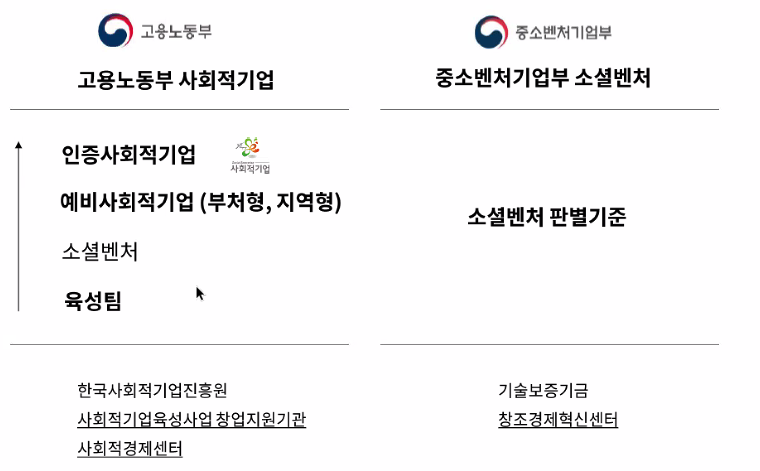 고용노동부
고용노동부 사회적기업
인증사회적기업
사회적기업
예비사회적기업 (부처형, 지역형)
소셜벤처
육성팀
한국사회적기업진흥원
사회적기업육성사업 창업지원기관
사회적경제센터
중소벤처기업부
중소벤처기업부 소셜벤처
소셜벤처 판별기준
기술보증기금
창조경제혁신센터